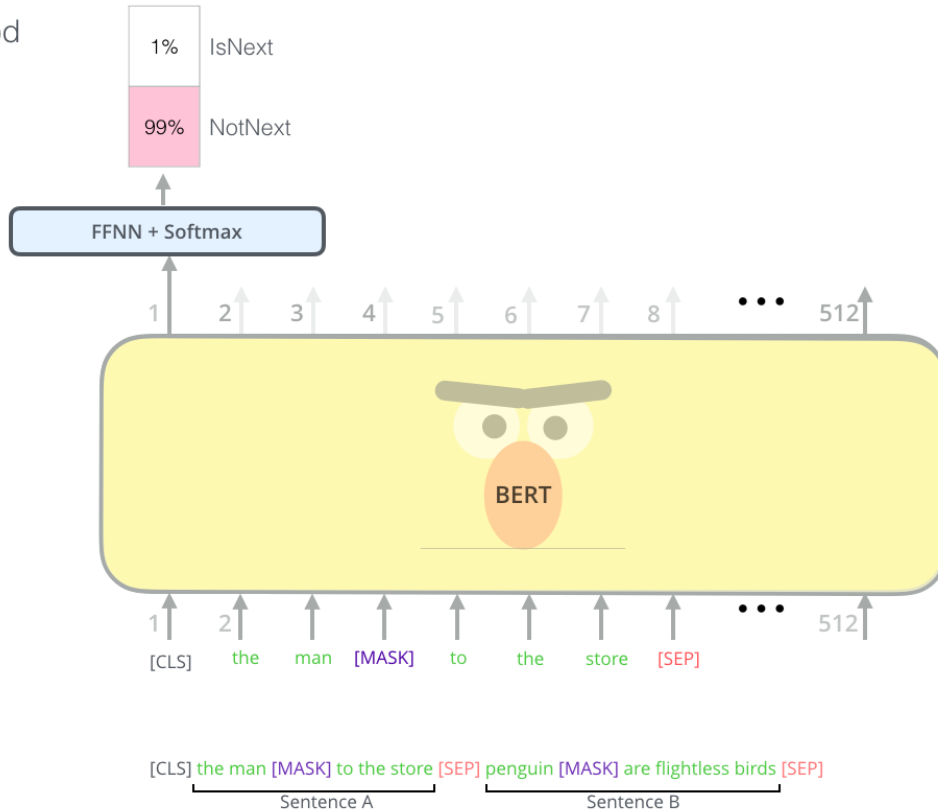 1% IsNext
99% NotNext
FFNN + Softmax
1 2 3 4 5 6 7 8 ••• 512
BERT
1 2 ••• 512
[CLS] the man [MASK] to the store [SEP]
[CLS] the man [MASK] to the store [SEP] penguin [MASK] are flightless birds [SEP]
Sentence A Sentence B